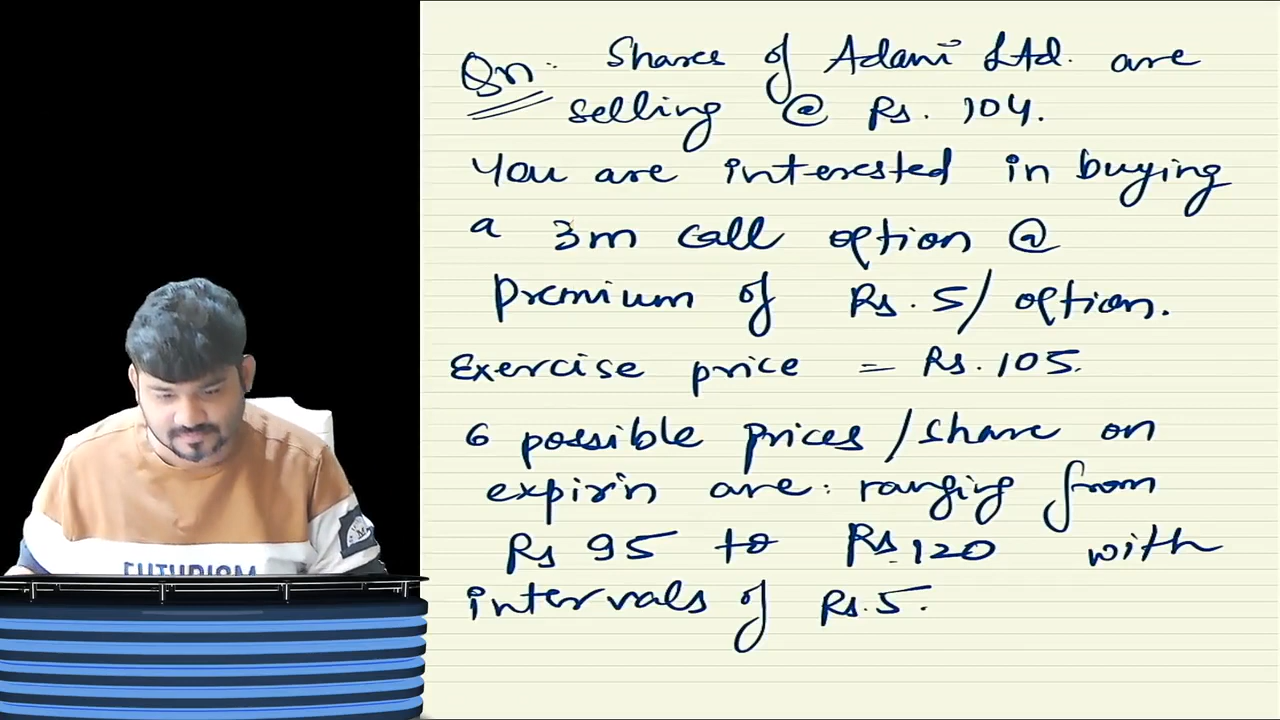 Qn: Shares of Adani Ltd. are
selling @ Rs. 104.
You are interested in buying
a 3m call option @
premium of Rs. 5/ option.
Exercise price = Rs. 105.
6 possible prices /share on
expir'n are: ranging from
Rs 95 to Rs.120 with
intervals of Rs.5.
FUTURISM